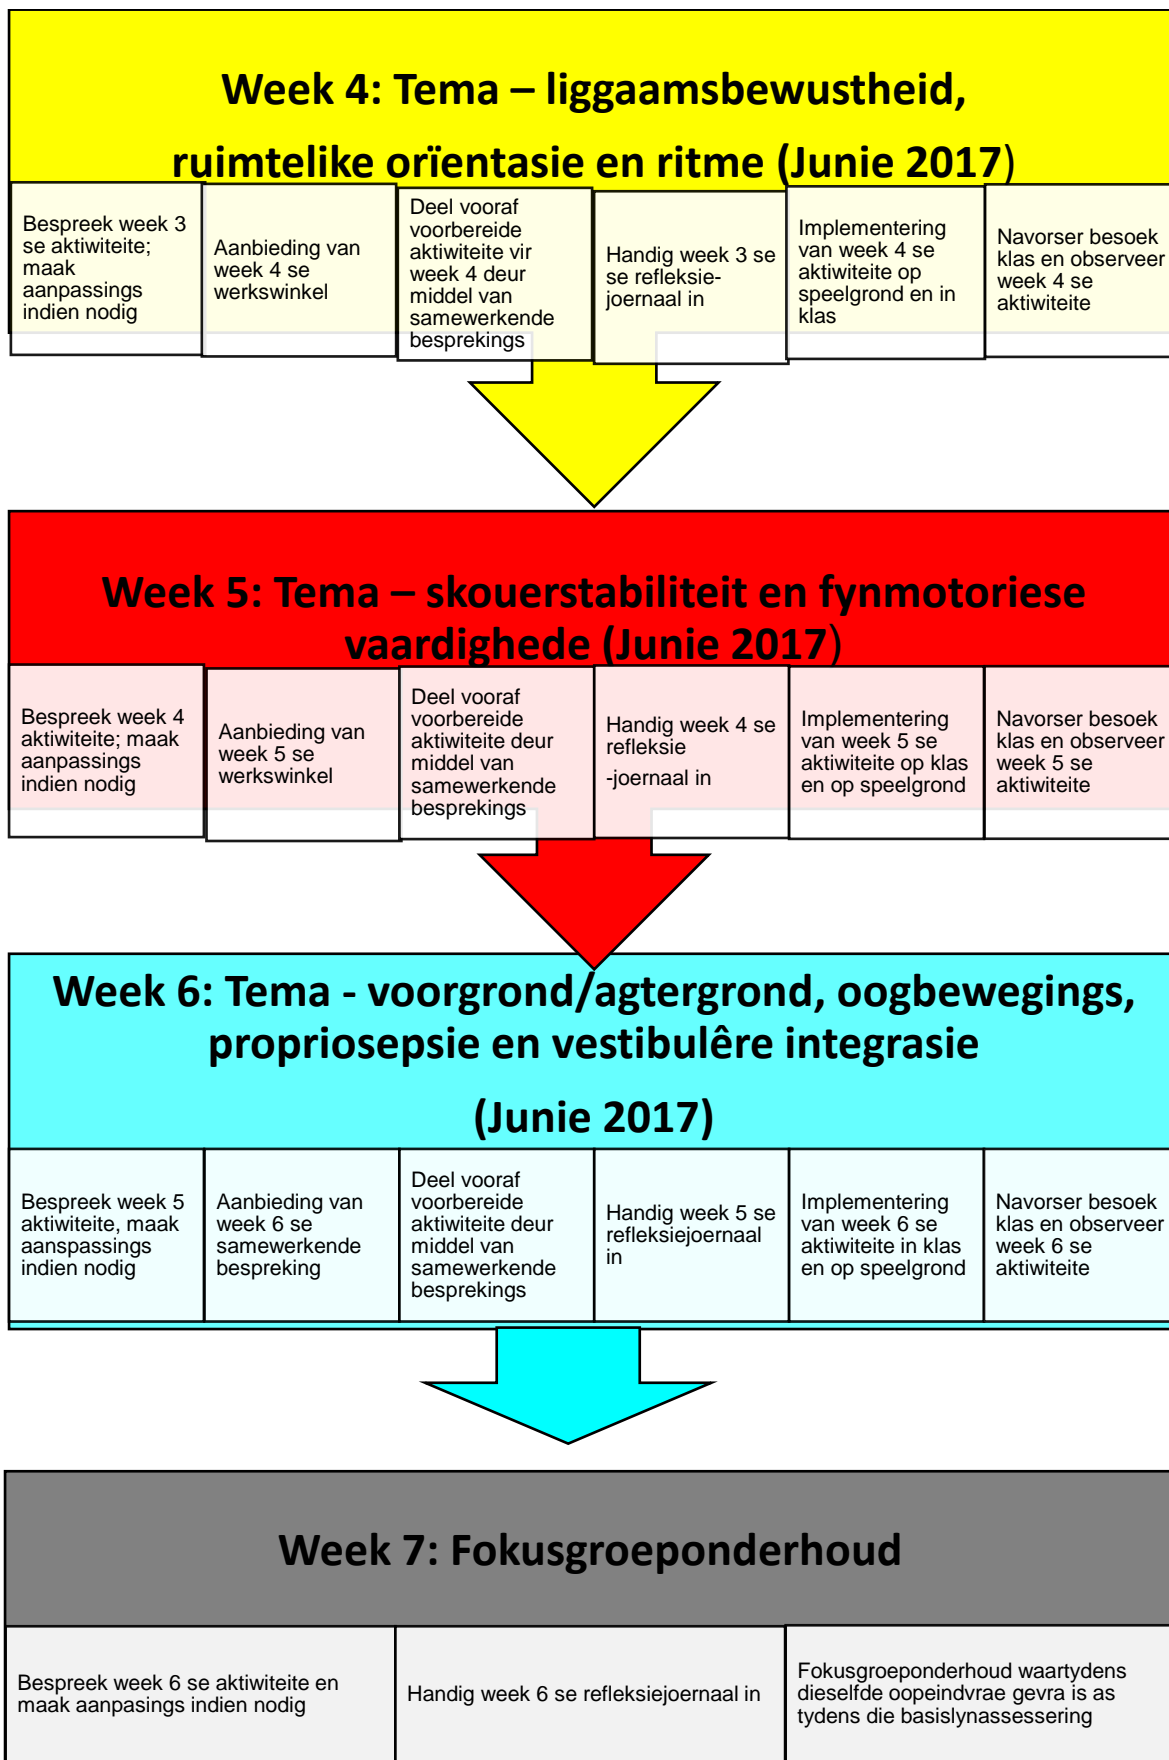 Week 4: Tema – liggaamsbewustheid,
ruimtelike orïentasie en ritme (Junie 2017)
Bespreek week 3
se aktiwiteite;
maak
aanpassings
indien nodig
Aanbieding van
week 4 se
werkswinkel
Deel vooraf
voorbereide
aktiwiteite vir
week 4 deur
middel van
samewerkende
besprekings
Handig week 3 se
se refleksie-
joernaal in
Implementering
van week 4 se
aktiwiteite op
speelgrond en in
klas
Navorser besoek
klas en observeer
week 4 se
aktiwiteite
Week 5: Tema – skouerstabiliteit en fynmotoriese
vaardighede (Junie 2017)
Bespreek week 4
aktiwiteite; maak
aanpassings
indien nodig
Aanbieding van
week 5 se
werkswinkel
Deel vooraf
voorbereide
aktiwiteite deur
middel van
samewerkende
besprekings
Handig week 4 se
refleksie
-joernaal in
Implementering
van week 5 se
aktiwiteite op klas
en op speelgrond
Navorser besoek
klas en observeer
week 5 se
aktiwiteite
Week 6: Tema - voorgrond/agtergrond, oogbewegings,
propriosepsie en vestibulêre integrasie
(Junie 2017)
Bespreek week 5
aktiwiteite, maak
aanspassings
indien nodig
Aanbieding van
week 6 se
samewerkende
bespreking
Deel vooraf
voorbereide
aktiwiteite deur
middel van
samewerkende
besprekings
Handig week 5 se
refleksiejoernaal
in
Implementering
van week 6 se
aktiwiteite in klas
en op speelgrond
Navorser besoek
klas en observeer
week 6 se
aktiwiteite
Week 7: Fokusgroeponderhoud
Bespreek week 6 se aktiwiteite en
maak aanpasings indien nodig
Handig week 6 se refleksiejoernaal in
Fokusgroeponderhoud waartydens
dieselfde oopeindvrae gevra is as
tydens die basislynassessering